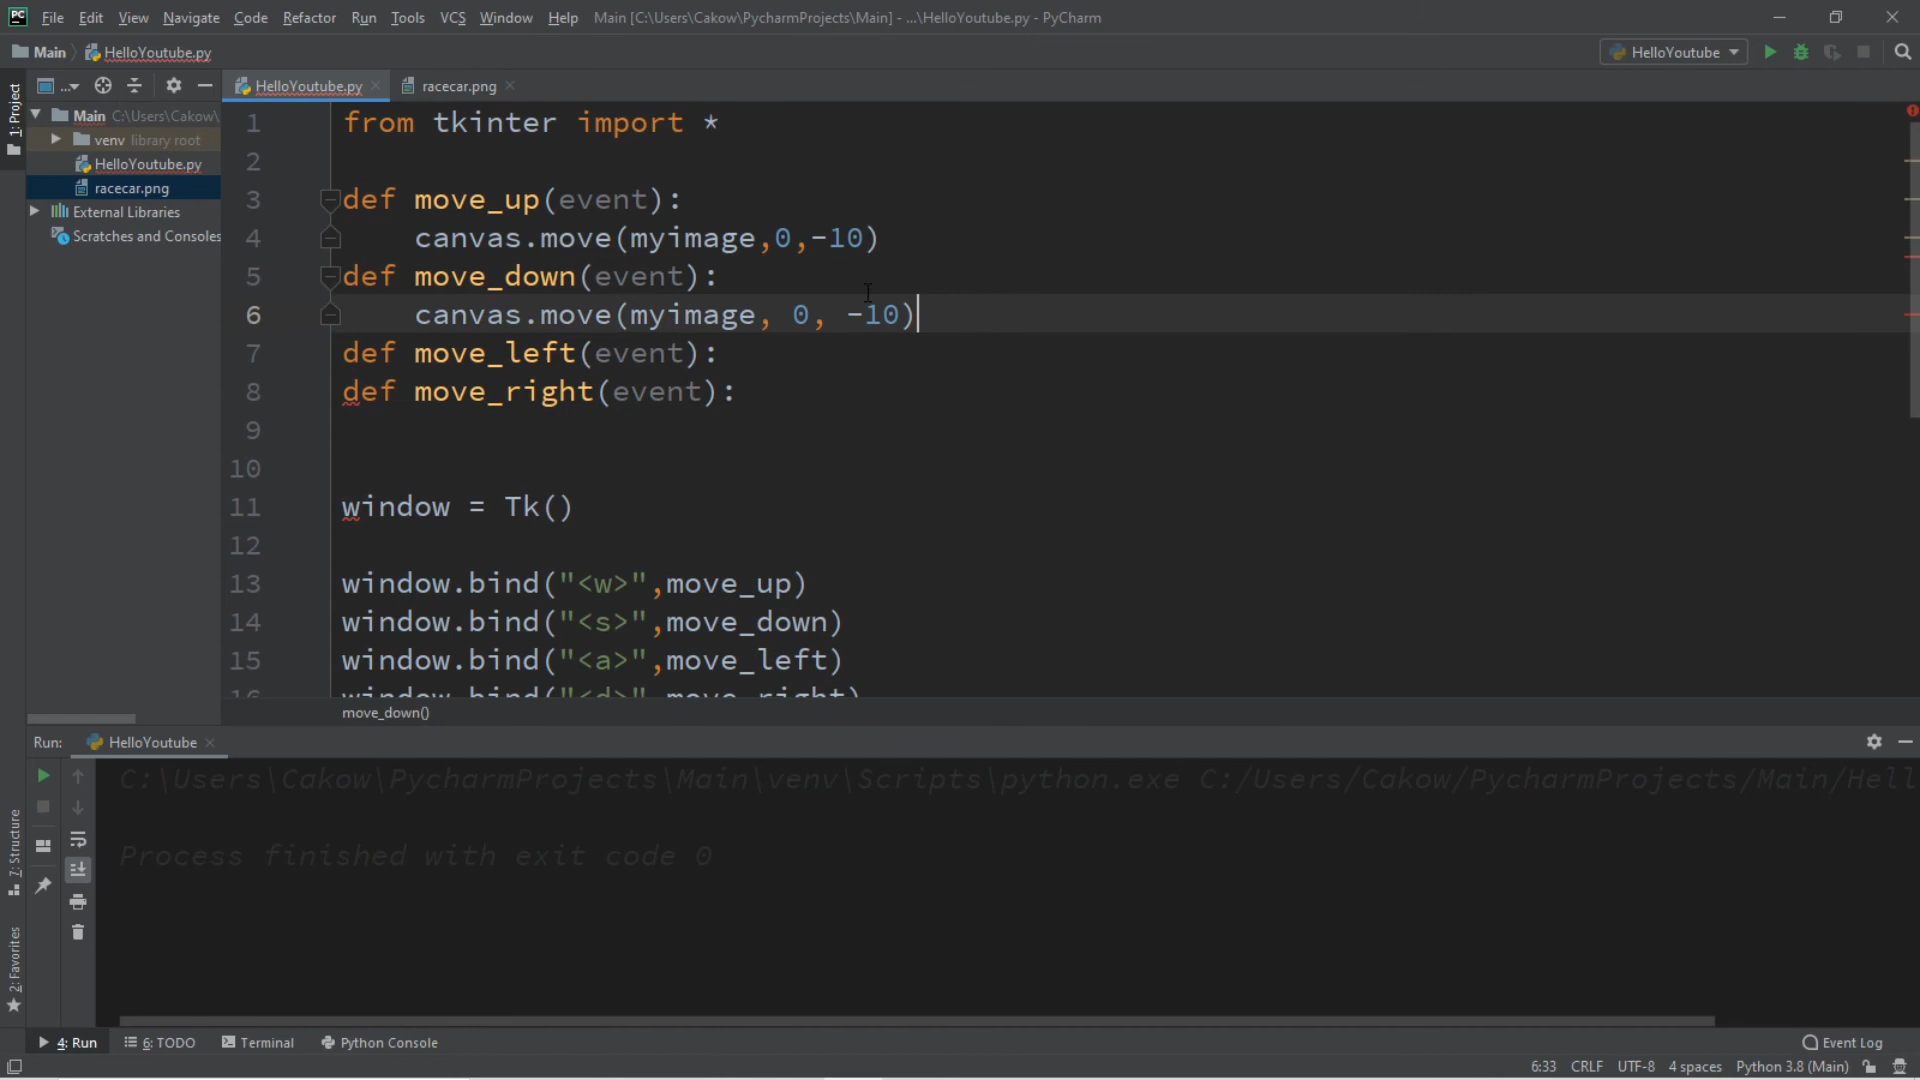 PC File Edit View Navigate Code Refactor Run Tools VCS Window Help Main [C:\Users\Cakow\PycharmProjects\Main] - ...\HelloYoutube.py - PyCharm
Main HelloYoutube.py HelloYoutube
1: Project ... HelloYoutube.py racecar.png
Main C:\Users\Cakow\
venv library root
HelloYoutube.py
racecar.png
External Libraries
Scratches and Consoles
1 from tkinter import *
2
3 def move_up(event):
4 canvas.move(myimage,0,-10)
5 def move_down(event):
6 canvas.move(myimage, 0, -10)
7 def move_left(event):
8 def move_right(event):
9
10
11 window = Tk()
12
13 window.bind("<w>",move_up)
14 window.bind("<s>",move_down)
15 window.bind("<a>",move_left)
16 window.bind("<d>",move_right)
move_down()
Run: HelloYoutube
C:\Users\Cakow\PycharmProjects\Main\venv\Scripts\python.exe C:/Users/Cakow/PycharmProjects/Main/Hell
Process finished with exit code 0
7: Structure
2: Favorites
4: Run 6: TODO Terminal Python Console Event Log
6:33 CRLF UTF-8 4 spaces Python 3.8 (Main)